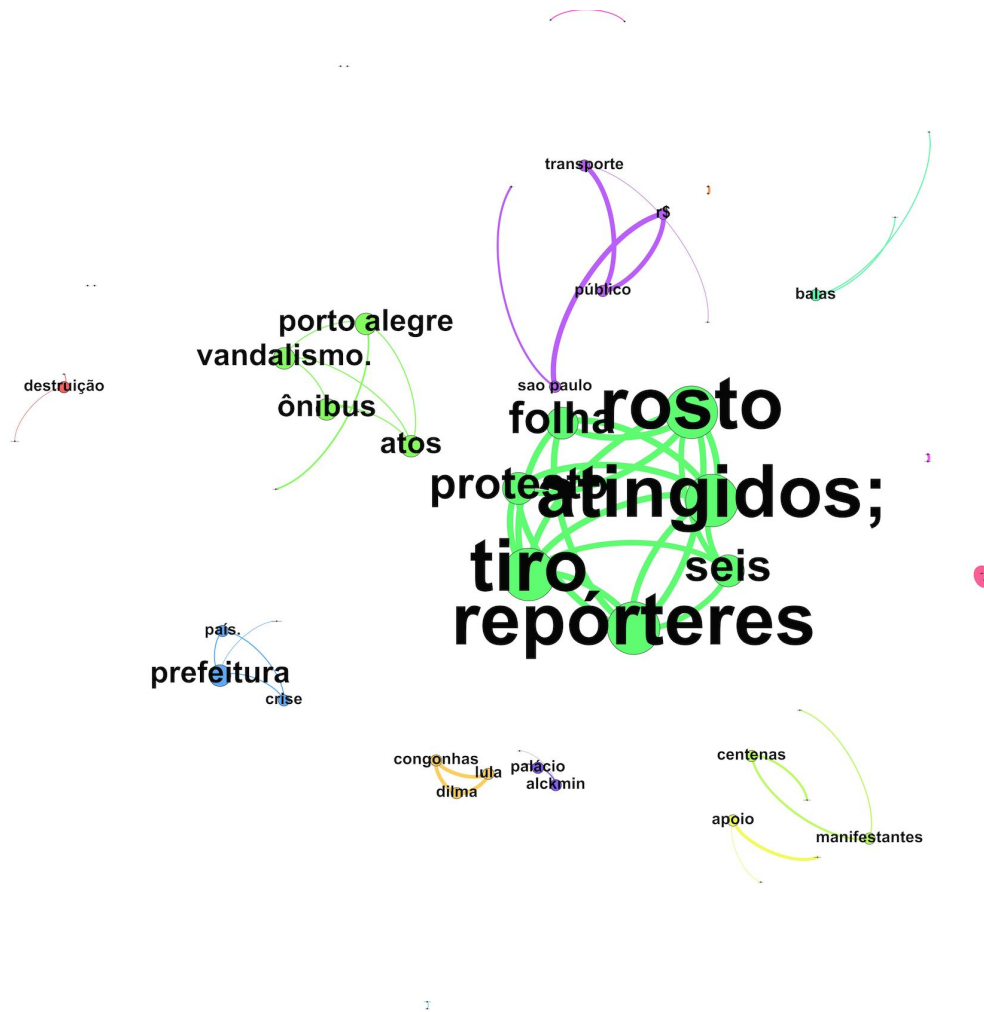 transporte
r$
público
balas
porto alegre
vandalismo.
destruição
ônibus
atos
sao paulo
folha
rosto
protesto
atingidos;
tiro
seis
repórteres
país.
prefeitura
crise
congonhas
lula
dilma
palácio
alckmin
centenas
apoio
manifestantes